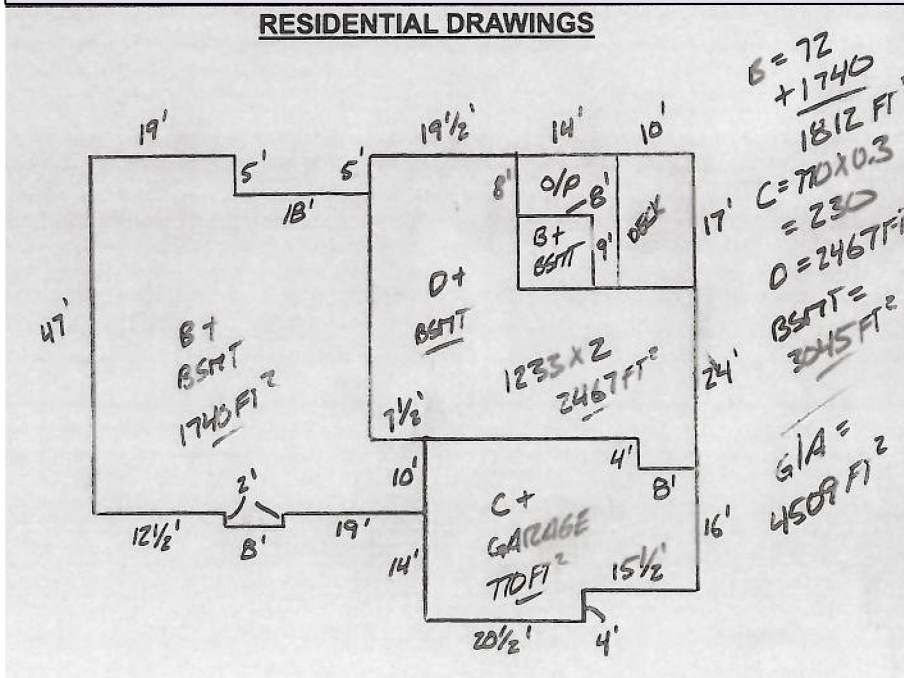 RESIDENTIAL DRAWINGS
B = 72
+1740
1812 FT²
C = 770 X 0.3
= 230
D = 2467 FT²
BSMT =
3045 FT²
GIA =
4509 FT²
19'
5'
18'
5'
19½'
14'
10'
8'
O/P
8'
B+
BSMT
9'
DECK
17'
47'
B+
BSMT
1740 FT²
D+
BSMT
1233 X 2
2467 FT²
24'
7½'
10'
4'
8'
2'
12½'
8'
19'
14'
C+
GARAGE
770 FT²
15½'
16'
20½'
4'